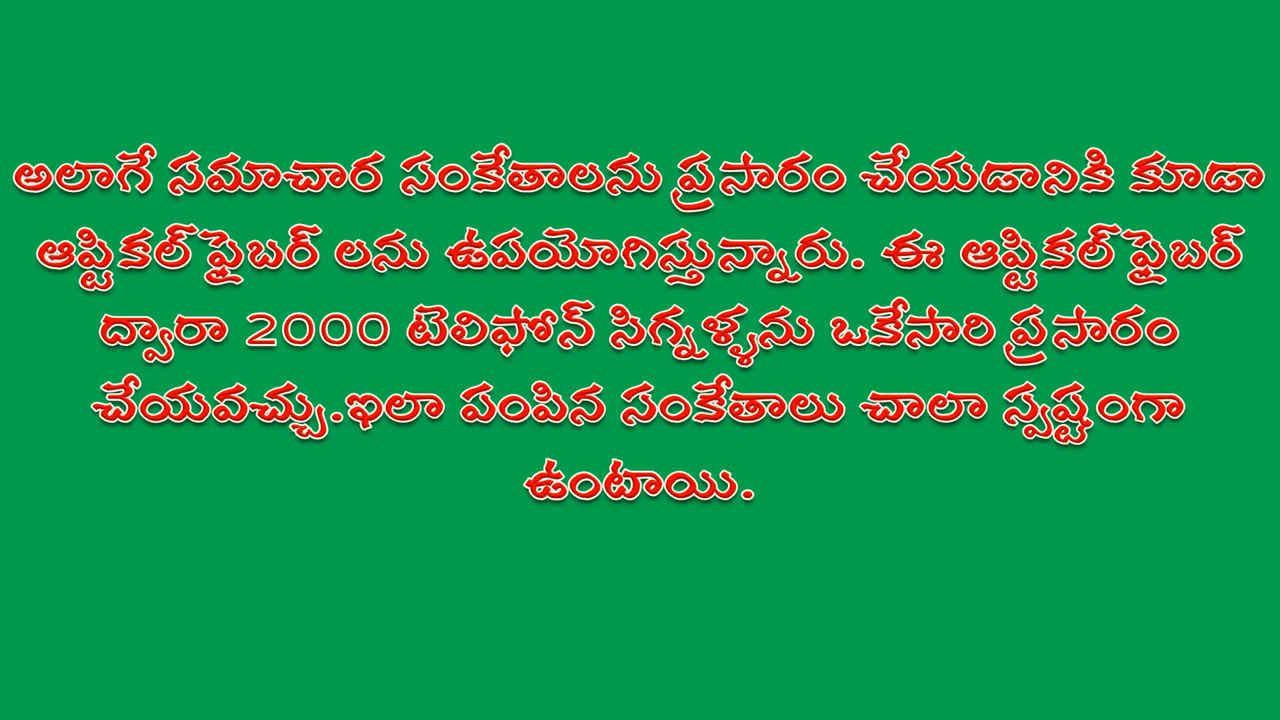 అలాగే సమాచార సంకేతాలను ప్రసారం చేయడానికి కూడా
ఆప్టికల్ ఫైబర్ లను ఉపయోగిస్తున్నారు. ఈ ఆప్టికల్ ఫైబర్
ద్వారా 2000 టెలిఫోన్ సిగ్నళ్ళను ఒకేసారి ప్రసారం
చేయవచ్చు.ఇలా పంపిన సంకేతాలు చాలా స్పష్టంగా
ఉంటాయి.